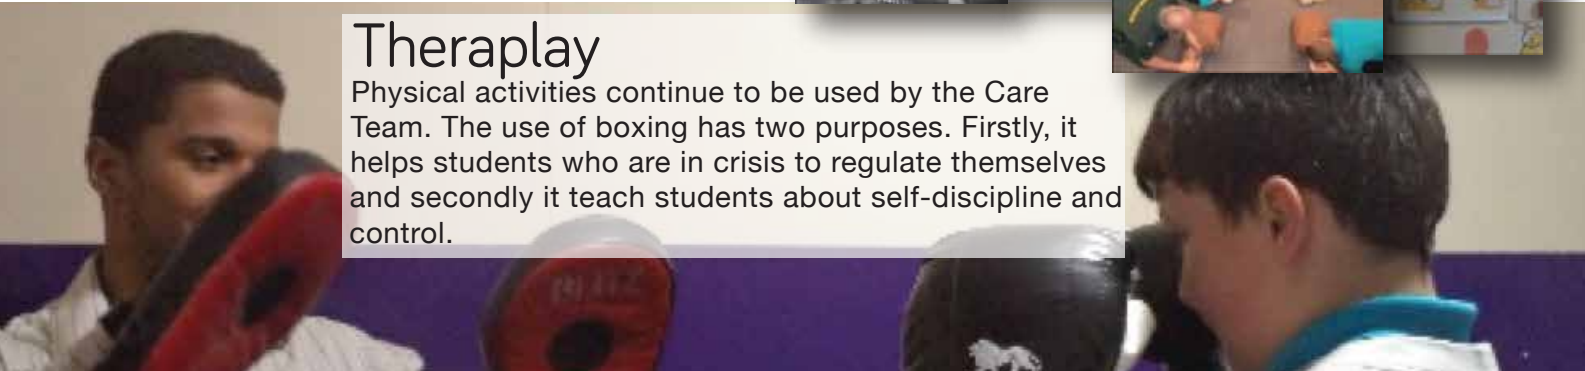 Theraplay
Physical activities continue to be used by the Care
Team. The use of boxing has two purposes. Firstly, it
helps students who are in crisis to regulate themselves
and secondly it teach students about self-discipline and
control.
BLITZ